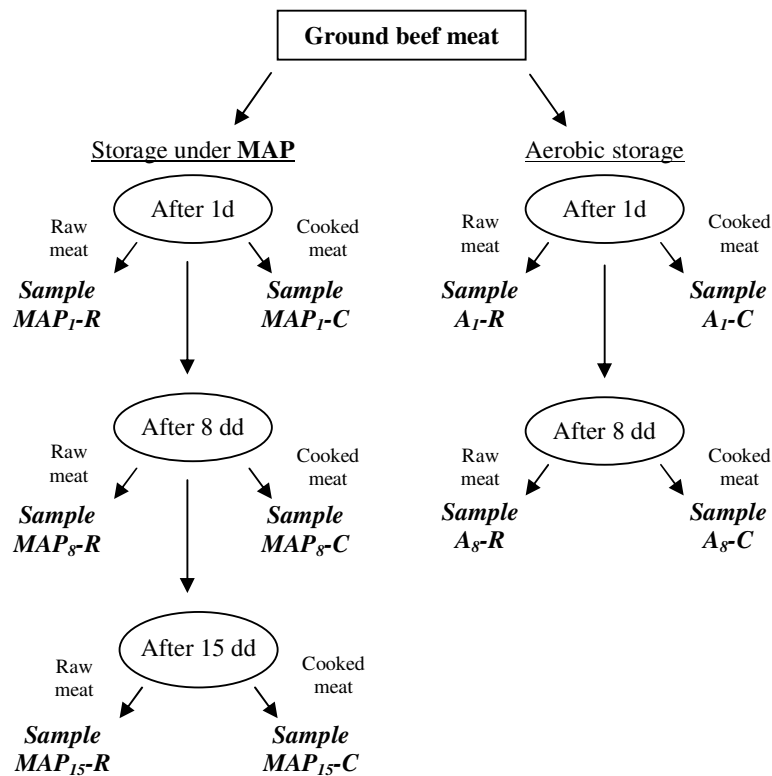 Ground beef meat
Storage under MAP
Aerobic storage
After 1d
Raw
meat
Cooked
meat
Sample
MAP₁-R
Sample
MAP₁-C
After 1d
Raw
meat
Cooked
meat
Sample
A₁-R
Sample
A₁-C
After 8 dd
Raw
meat
Cooked
meat
Sample
MAP₈-R
Sample
MAP₈-C
After 8 dd
Raw
meat
Cooked
meat
Sample
A₈-R
Sample
A₈-C
After 15 dd
Raw
meat
Cooked
meat
Sample
MAP₁₅-R
Sample
MAP₁₅-C